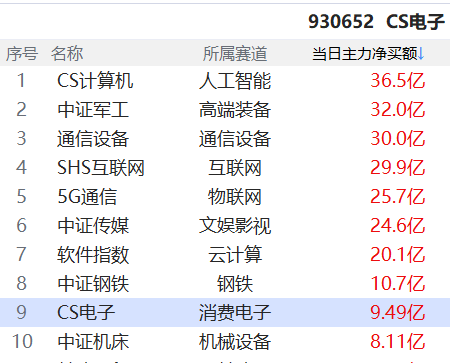 930652 CS电子
序号 名称 所属赛道 当日主力净买额↓
1 CS计算机 人工智能 36.5亿
2 中证军工 高端装备 32.0亿
3 通信设备 通信设备 30.0亿
4 SHS互联网 互联网 29.9亿
5 5G通信 物联网 25.7亿
6 中证传媒 文娱影视 24.6亿
7 软件指数 云计算 20.1亿
8 中证钢铁 钢铁 10.7亿
9 CS电子 消费电子 9.49亿
10 中证机床 机械设备 8.11亿